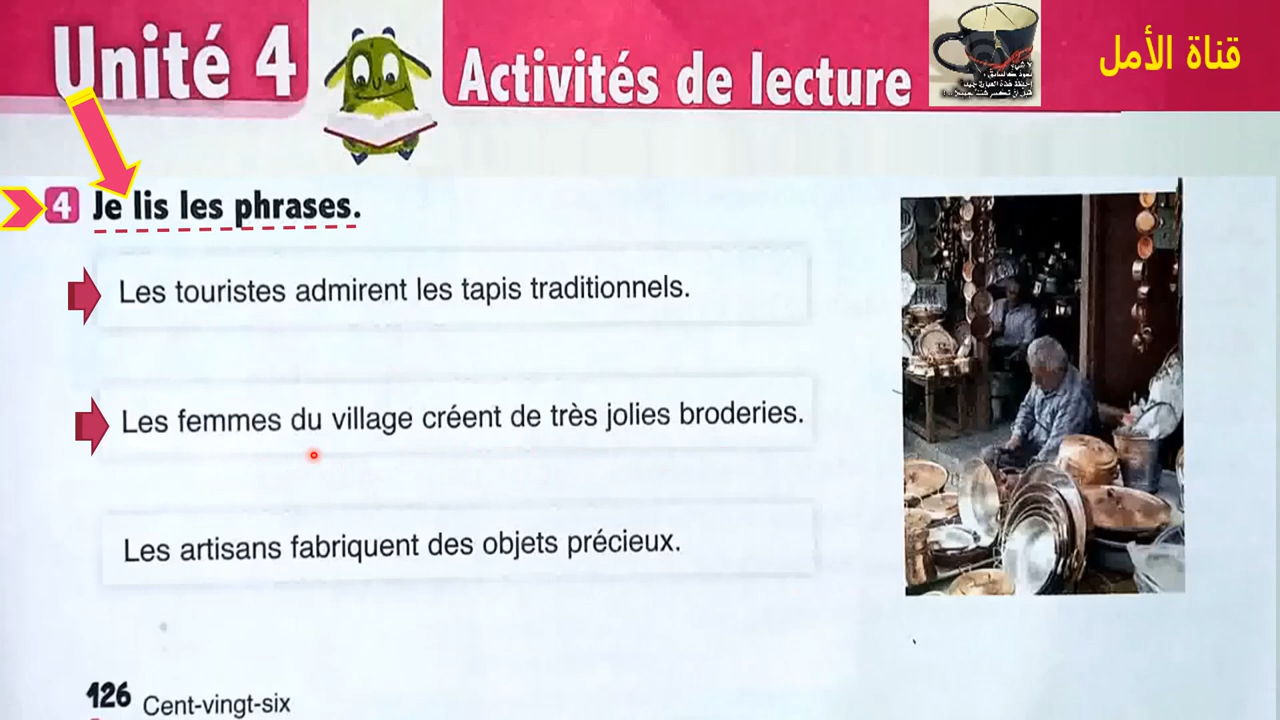 Unité 4
Activités de lecture
قناة الأمل
4 Je lis les phrases.
Les touristes admirent les tapis traditionnels.
Les femmes du village créent de très jolies broderies.
Les artisans fabriquent des objets précieux.
126 Cent-vingt-six